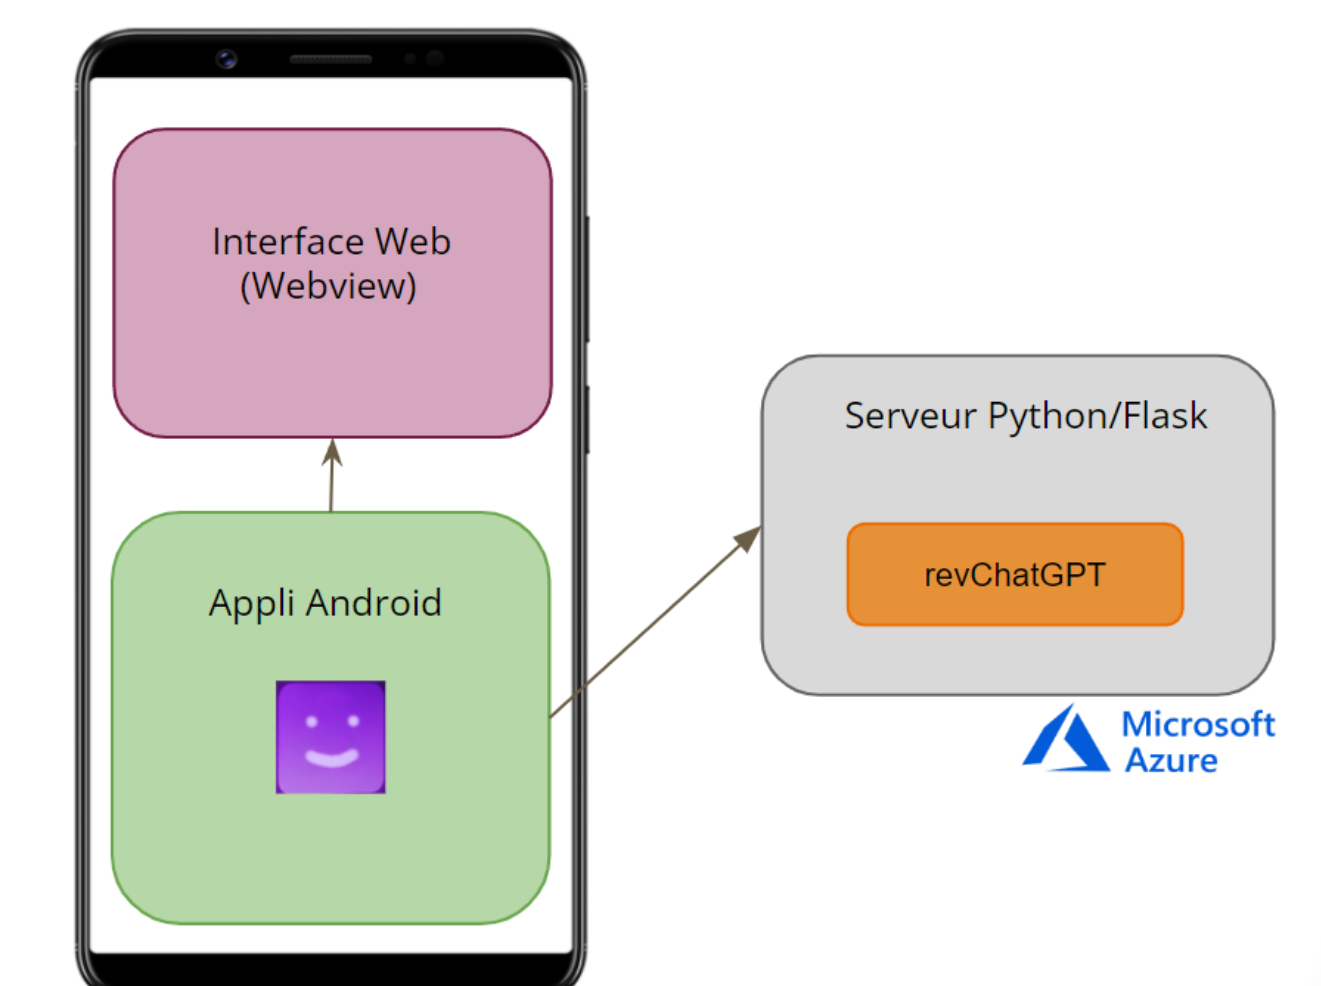 Interface Web
(Webview)
Appli Android
Serveur Python/Flask
revChatGPT
Microsoft
Azure